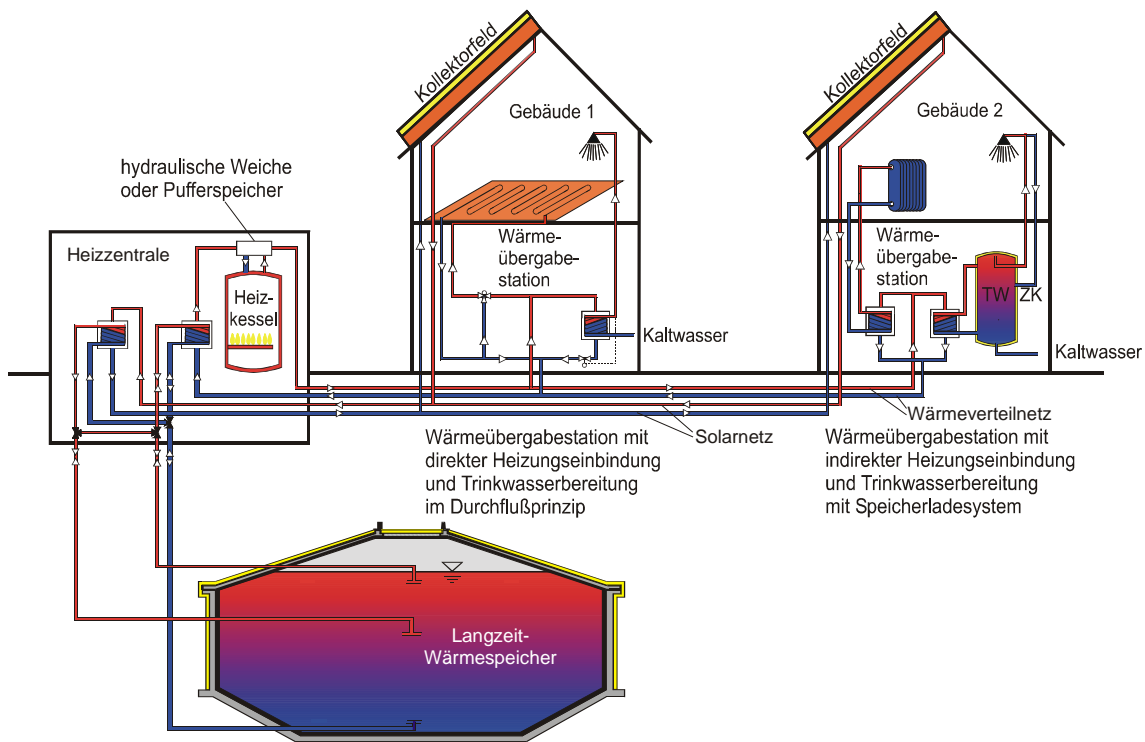 Kollektorfeld
Gebäude 1
Kollektorfeld
Gebäude 2
hydraulische Weiche
oder Pufferspeicher
Heizzentrale
Heiz-
kessel
Wärme-
übergabe-
station
Kaltwasser
Wärme-
übergabe-
station
TW
ZK
Kaltwasser
Wärmeverteilnetz
Solarnetz
Wärmeübergabestation mit
direkter Heizungseinbindung
und Trinkwasserbereitung
im Durchflußprinzip
Wärmeübergabestation mit
indirekter Heizungseinbindung
und Trinkwasserbereitung
mit Speicherladesystem
Langzeit-
Wärmespeicher